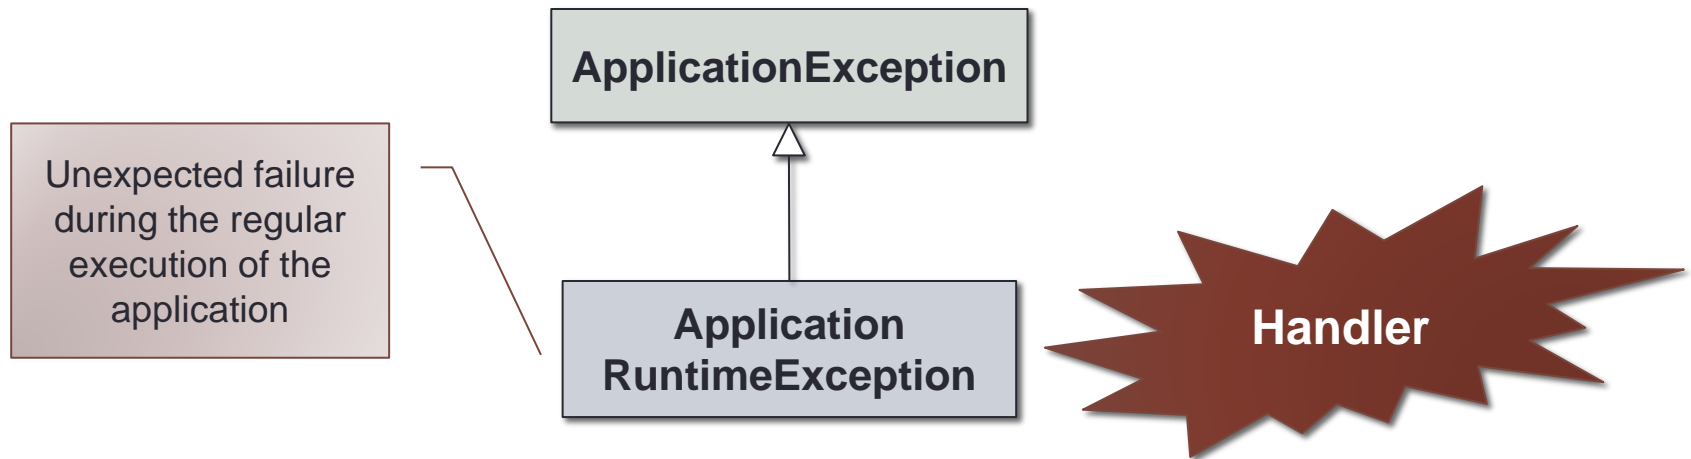 ApplicationException
Unexpected failure
during the regular
execution of the
application
Application
RuntimeException
Handler